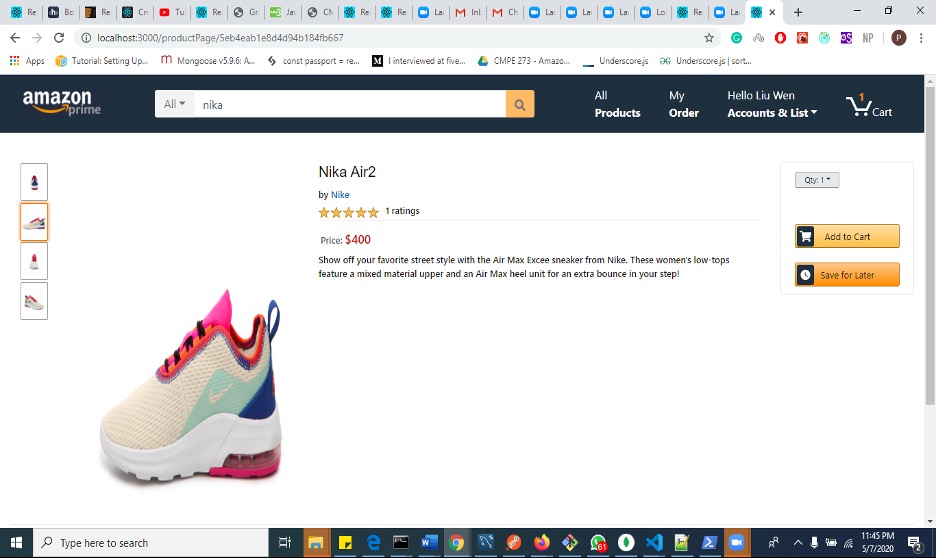 Re
Bo
Re
Cr
Tul
Re
Gr
Ja
CN
Re
Re
La
Inl
Ch
La
La
La
Lo
Re
La
localhost:3000/productPage/5eb4eab1e8d4d94b184fb667
NP
P
Apps
Tutorial: Setting Up...
Mongoose v5.9.6: A...
const passport = re...
I interviewed at five...
CMPE 273 - Amazo...
Underscore.js
Underscore.js | sort...
amazon
prime
All
nika
All
Products
My
Order
Hello Liu Wen
Accounts & List
1
Cart
Nika Air2
by Nike
1 ratings
Price: $400
Show off your favorite street style with the Air Max Excee sneaker from Nike. These women's low-tops
feature a mixed material upper and an Air Max heel unit for an extra bounce in your step!
Qty: 1
Add to Cart
Save for Later
Type here to search
61
11:45 PM
5/7/2020
2